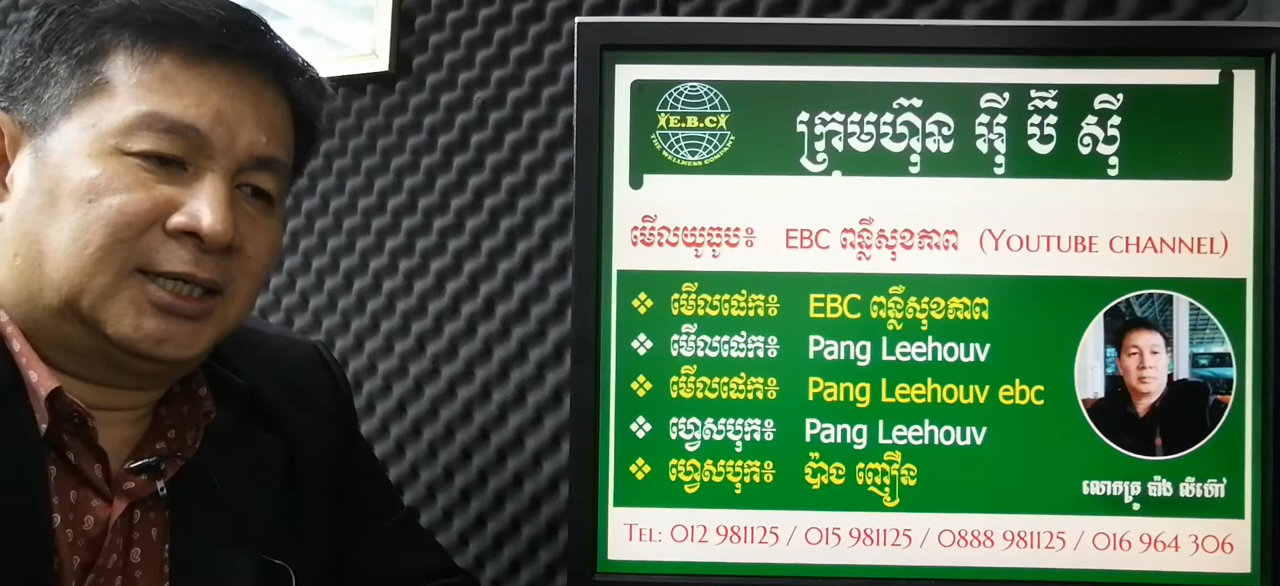 E.B.C
THE WELLNESS COMPANY
ក្រុមហ៊ុន អ៊ី ប៊ី ស៊ី
មើលយូធូប៖ EBC ពន្លឺសុខភាព (YOUTUBE CHANNEL)
❖ មើលផេក៖ EBC ពន្លឺសុខភាព
❖ មើលផេក៖ Pang Leehouv
❖ មើលផេក៖ Pang Leehouv ebc
❖ ហ្វេសបុក៖ Pang Leehouv
❖ ហ្វេសបុក៖ ប៉ាង ញឿន
លោកគ្រូ ប៉ាង លីហ៊ៅ
TEL: 012 981125 / 015 981125 / 0888 981125 / 016 964 306